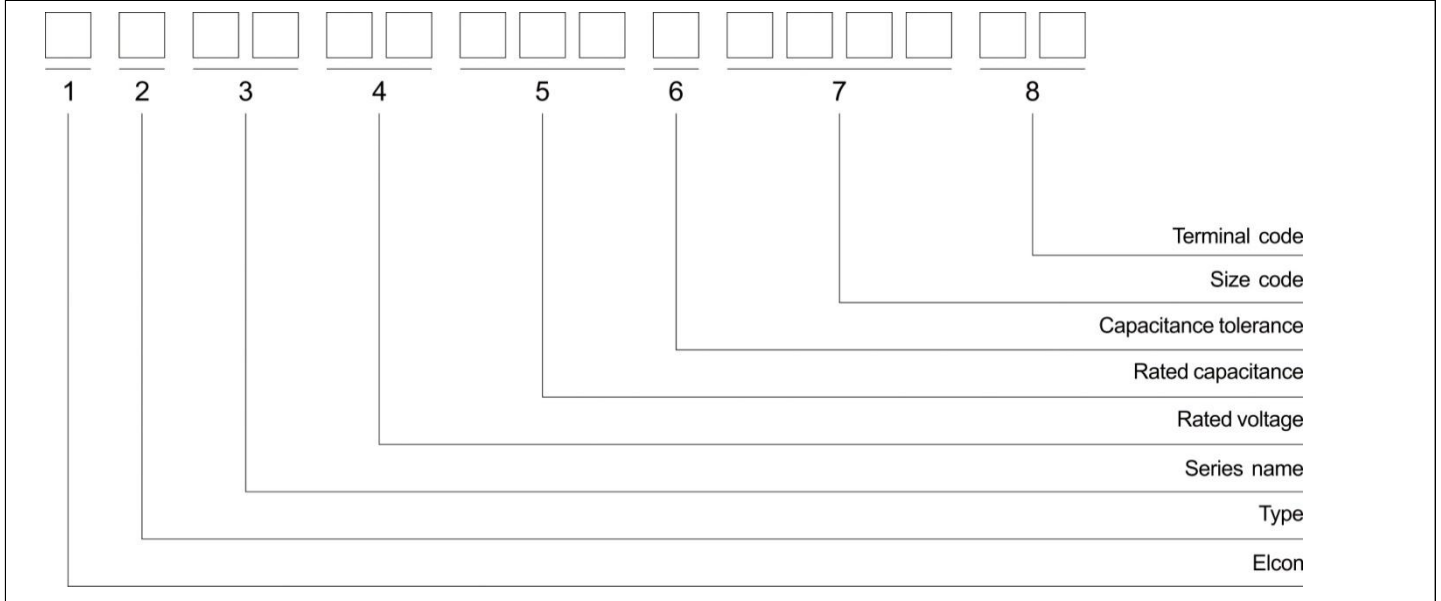 1 2 3 4 5 6 7 8
Terminal code
Size code
Capacitance tolerance
Rated capacitance
Rated voltage
Series name
Type
Elcon